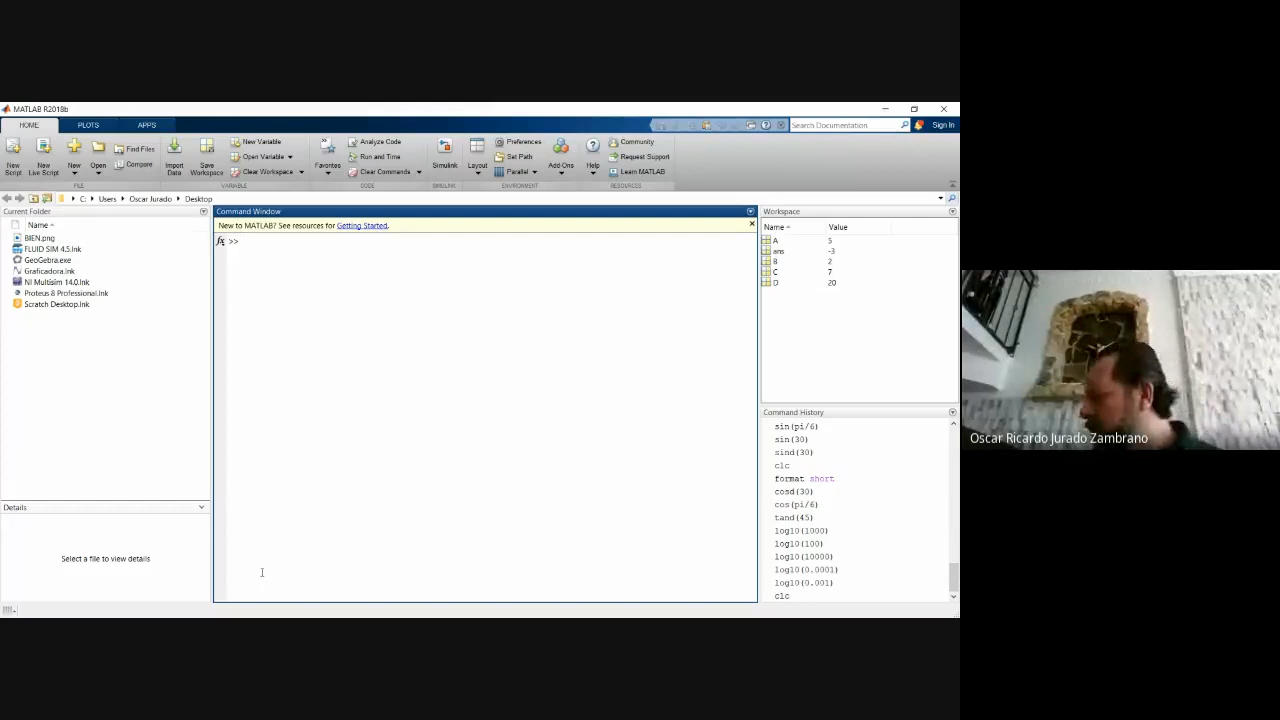 MATLAB R2018b
HOME PLOTS APPS
Search Documentation
Sign In
New Script
New Live Script
New
Open
Find Files
Compare
Import Data
Save Workspace
New Variable
Open Variable
Clear Workspace
Favorites
Analyze Code
Run and Time
Clear Commands
Simulink
Layout
Preferences
Set Path
Parallel
Add-Ons
Help
Community
Request Support
Learn MATLAB
FILE VARIABLE CODE SIMULINK ENVIRONMENT RESOURCES
C: Users Oscar Jurado Desktop
Current Folder
Name
BIEN.png
FLUID SIM 4.5.lnk
GeoGebra.exe
Graficadora.lnk
NI Multisim 14.0.lnk
Proteus 8 Professional.lnk
Scratch Desktop.lnk
Details
Select a file to view details
Command Window
New to MATLAB? See resources for Getting Started.
fx >>
Workspace
Name Value
A 5
ans -3
B 2
C 7
D 20
Command History
sin(pi/6)
sin(30)
sind(30)
clc
format short
cosd(30)
cos(pi/6)
tand(45)
log10(1000)
log10(100)
log10(10000)
log10(0.0001)
log10(0.001)
clc
Oscar Ricardo Jurado Zambrano